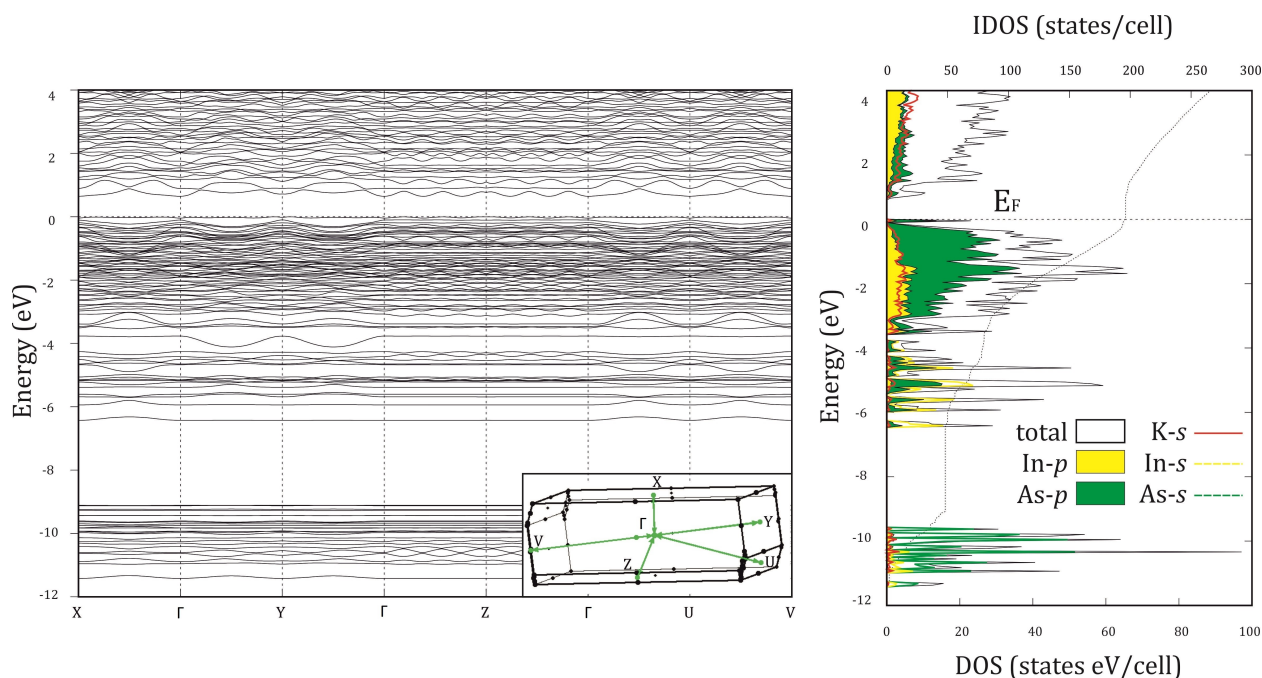 IDOS (states/cell)
0 50 100 150 200 250 300
4
2
0
-2
-4
-6
-8
-10
-12
Energy (eV)
X Γ Y Γ Z Γ U V
X
Γ
Y
V
Z
U
4
2
0
-2
-4
-6
-8
-10
-12
Energy (eV)
EF
total K-s
In-p In-s
As-p As-s
0 20 40 60 80 100
DOS (states eV/cell)